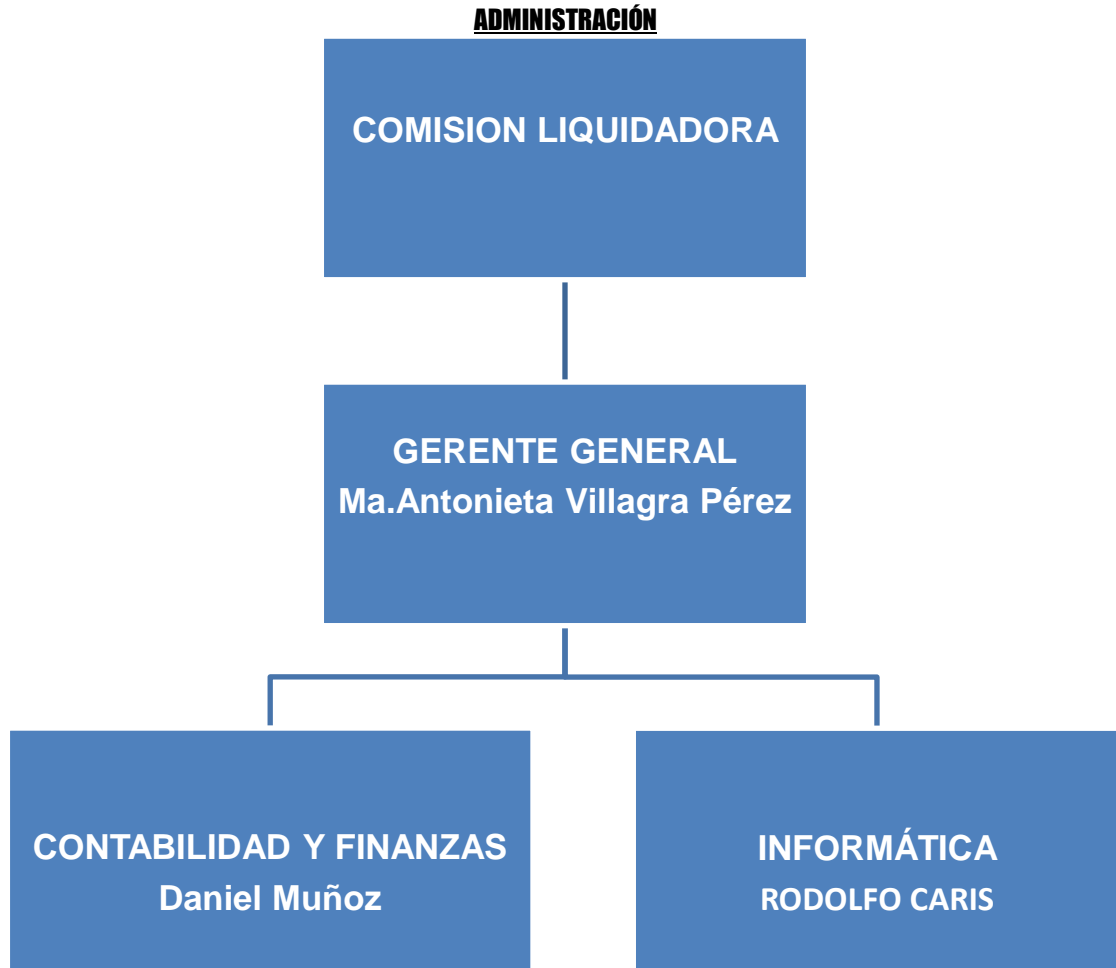 ADMINISTRACIÓN
COMISION LIQUIDADORA
GERENTE GENERAL
Ma.Antonieta Villagra Pérez
CONTABILIDAD Y FINANZAS
Daniel Muñoz
INFORMÁTICA
RODOLFO CARIS